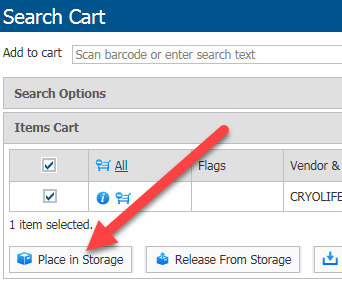 Search Cart
Add to cart Scan barcode or enter search text
Search Options
Items Cart
All Flags Vendor &
CRYOLIFE
1 item selected.
Place in Storage Release From Storage